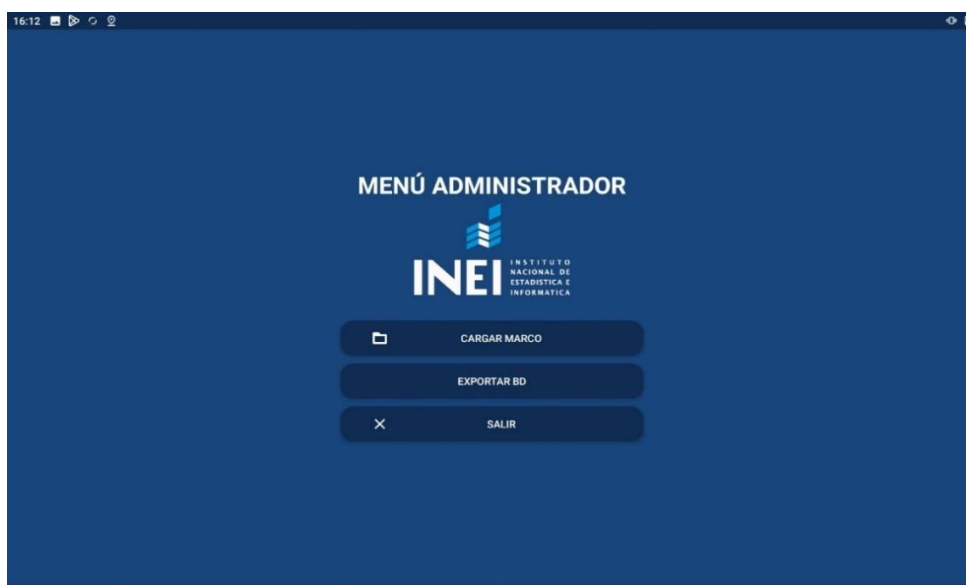 16:12
MENÚ ADMINISTRADOR
INEI
INSTITUTO
NACIONAL DE
ESTADISTICA E
INFORMATICA
CARGAR MARCO
EXPORTAR BD
SALIR